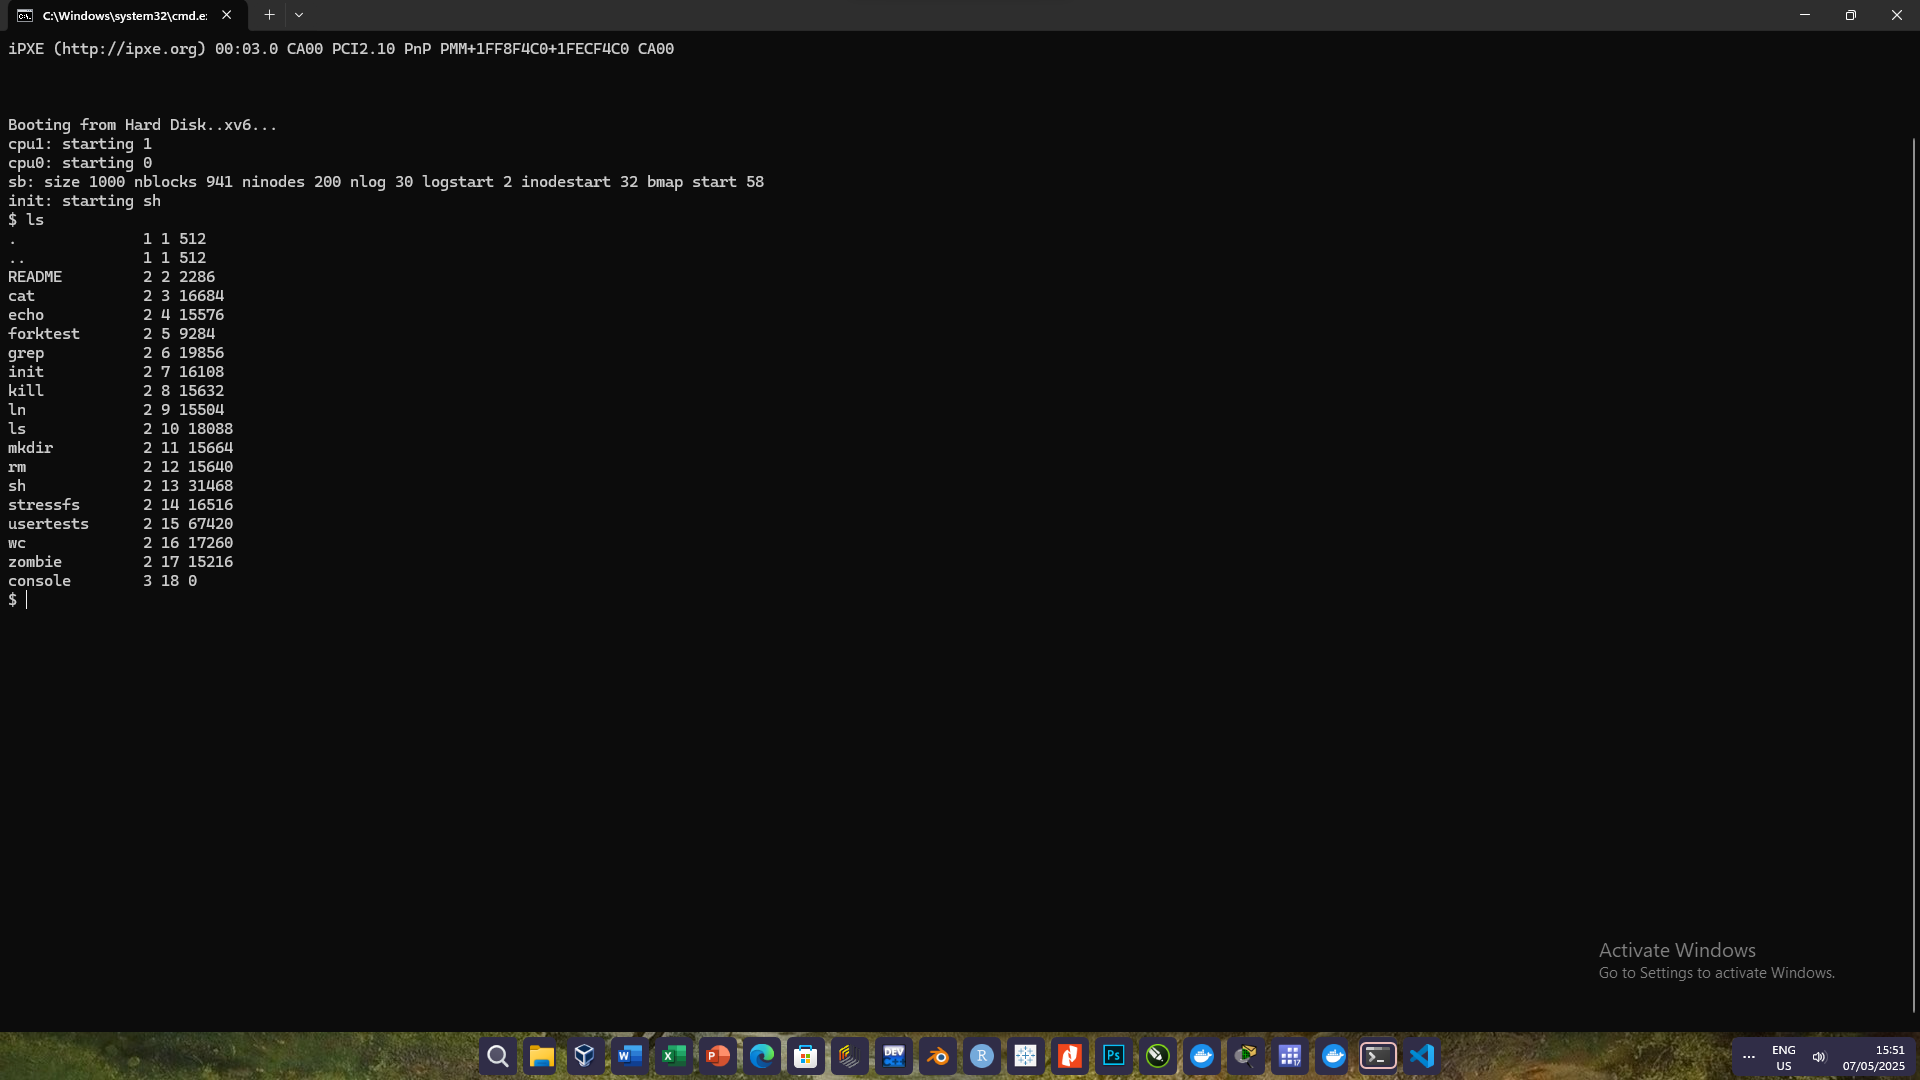 C:\Windows\system32\cmd.e:
iPXE (http://ipxe.org) 00:03.0 CA00 PCI2.10 PnP PMM+1FF8F4C0+1FECF4C0 CA00
Booting from Hard Disk..xv6...
cpu1: starting 1
cpu0: starting 0
sb: size 1000 nblocks 941 ninodes 200 nlog 30 logstart 2 inodestart 32 bmap start 58
init: starting sh
$ ls
.              1 1 512
..             1 1 512
README         2 2 2286
cat            2 3 16684
echo           2 4 15576
forktest       2 5 9284
grep           2 6 19856
init           2 7 16108
kill           2 8 15632
ln             2 9 15504
ls             2 10 18088
mkdir          2 11 15664
rm             2 12 15640
sh             2 13 31468
stressfs       2 14 16516
usertests      2 15 67420
wc             2 16 17260
zombie         2 17 15216
console        3 18 0
$
Activate Windows
Go to Settings to activate Windows.
W X P DEV R Ps 17
ENG 15:51
US 07/05/2025